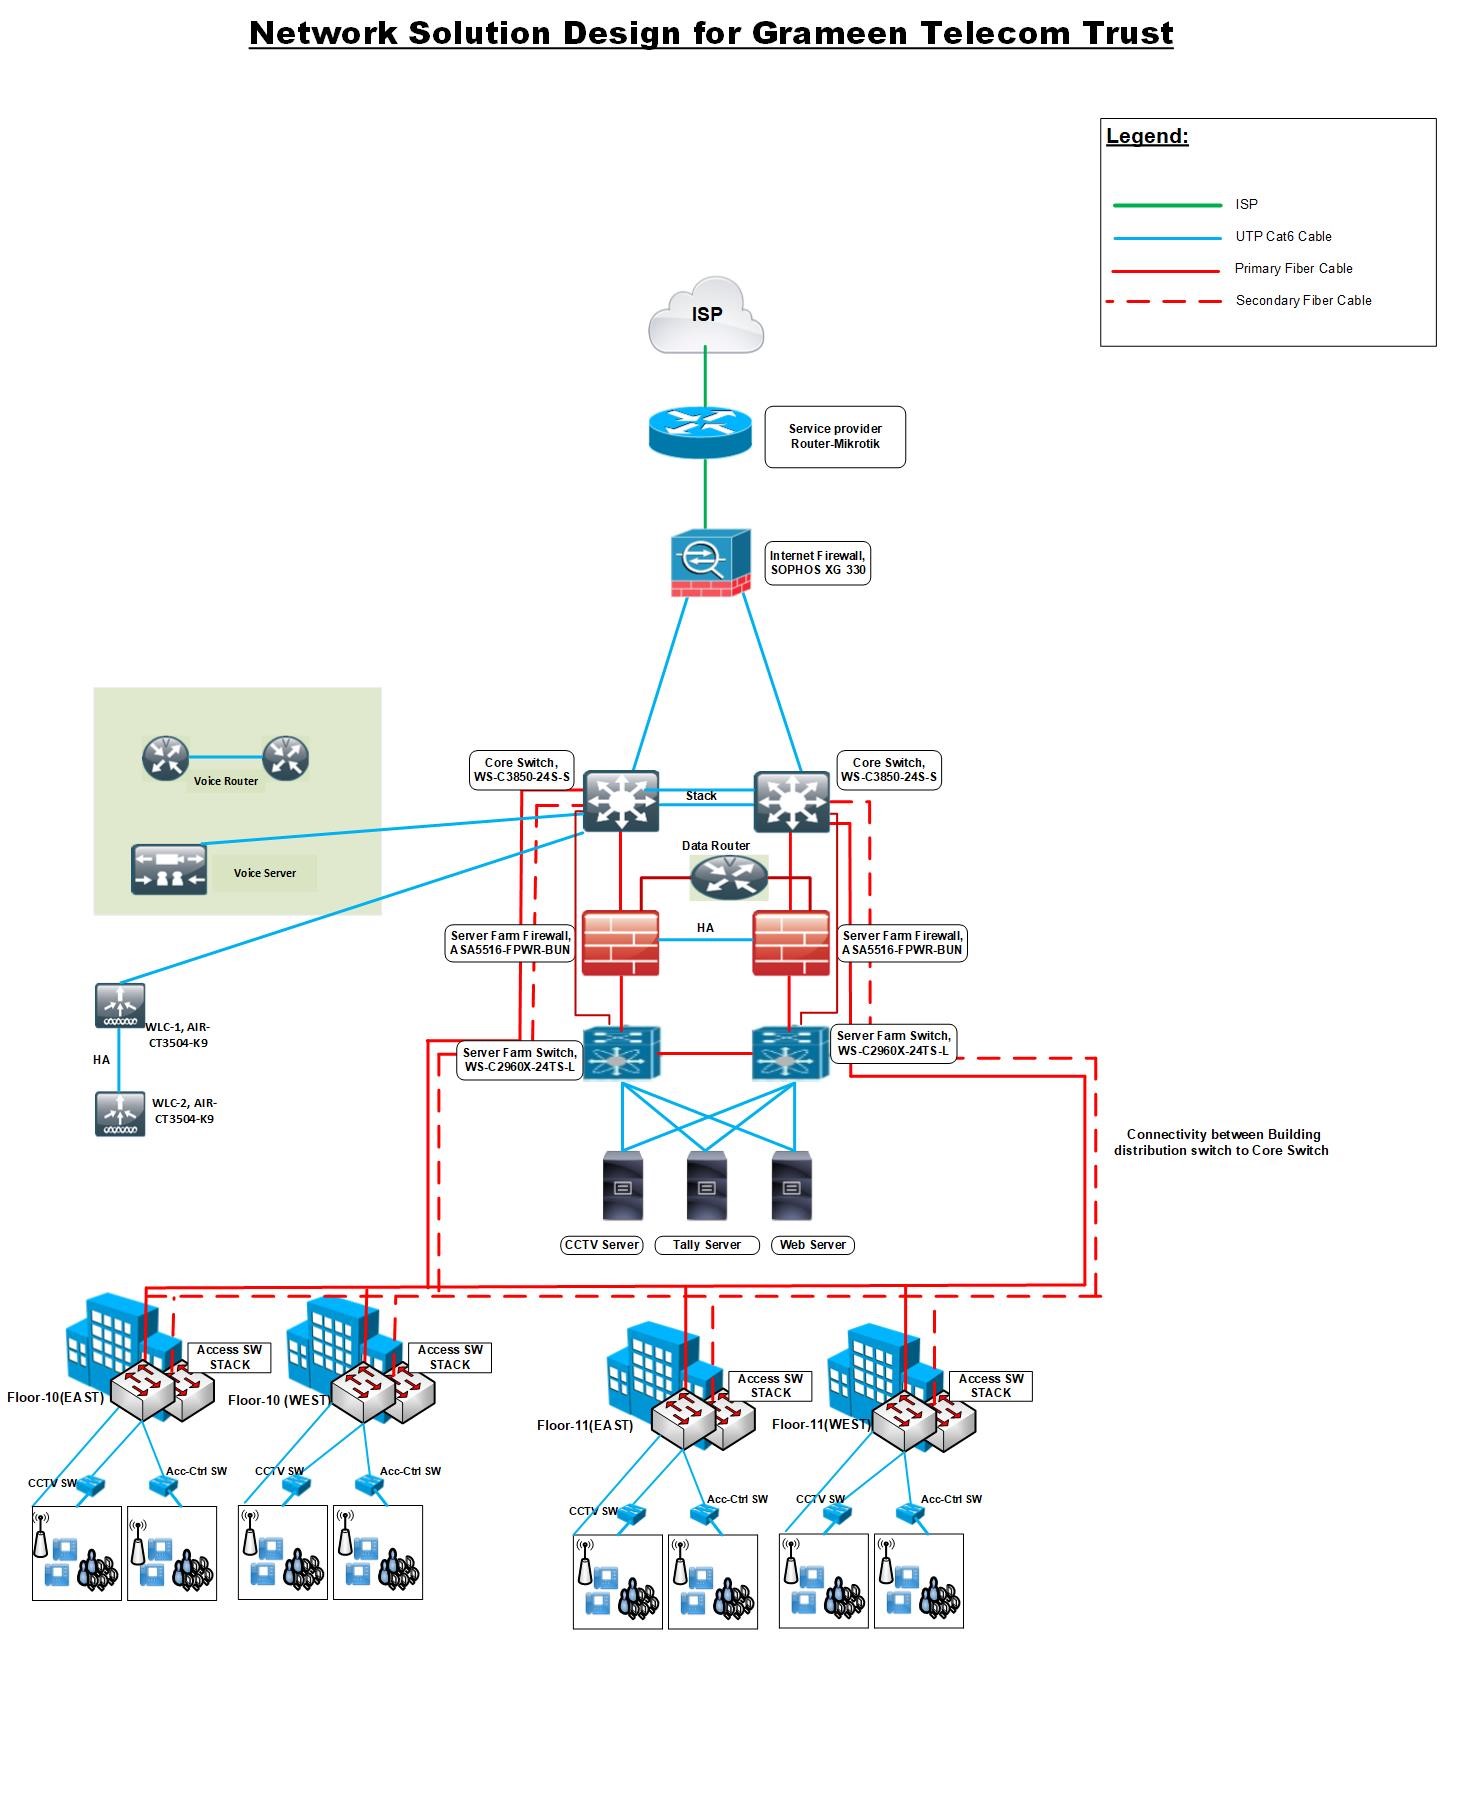 Network Solution Design for Grameen Telecom Trust
Legend:
ISP
UTP Cat6 Cable
Primary Fiber Cable
Secondary Fiber Cable
ISP
Service provider
Router-Mikrotik
Internet Firewall,
SOPHOS XG 330
Core Switch,
WS-C3850-24S-S
Core Switch,
WS-C3850-24S-S
Stack
V
V
Voice Router
Data Router
Voice Server
HA
Server Farm Firewall,
ASA5516-FPWR-BUN
Server Farm Firewall,
ASA5516-FPWR-BUN
WLC-1, AIR-
CT3504-K9
HA
WLC-2, AIR-
CT3504-K9
Server Farm Switch,
WS-C2960X-24TS-L
Server Farm Switch,
WS-C2960X-24TS-L
Connectivity between Building
distribution switch to Core Switch
CCTV Server
Tally Server
Web Server
Access SW
STACK
Floor-10(EAST)
Access SW
STACK
Floor-10 (WEST)
Access SW
STACK
Floor-11(EAST)
Access SW
STACK
Floor-11(WEST)
CCTV SW
Acc-Ctrl SW
CCTV SW
Acc-Ctrl SW
CCTV SW
Acc-Ctrl SW
CCTV SW
Acc-Ctrl SW